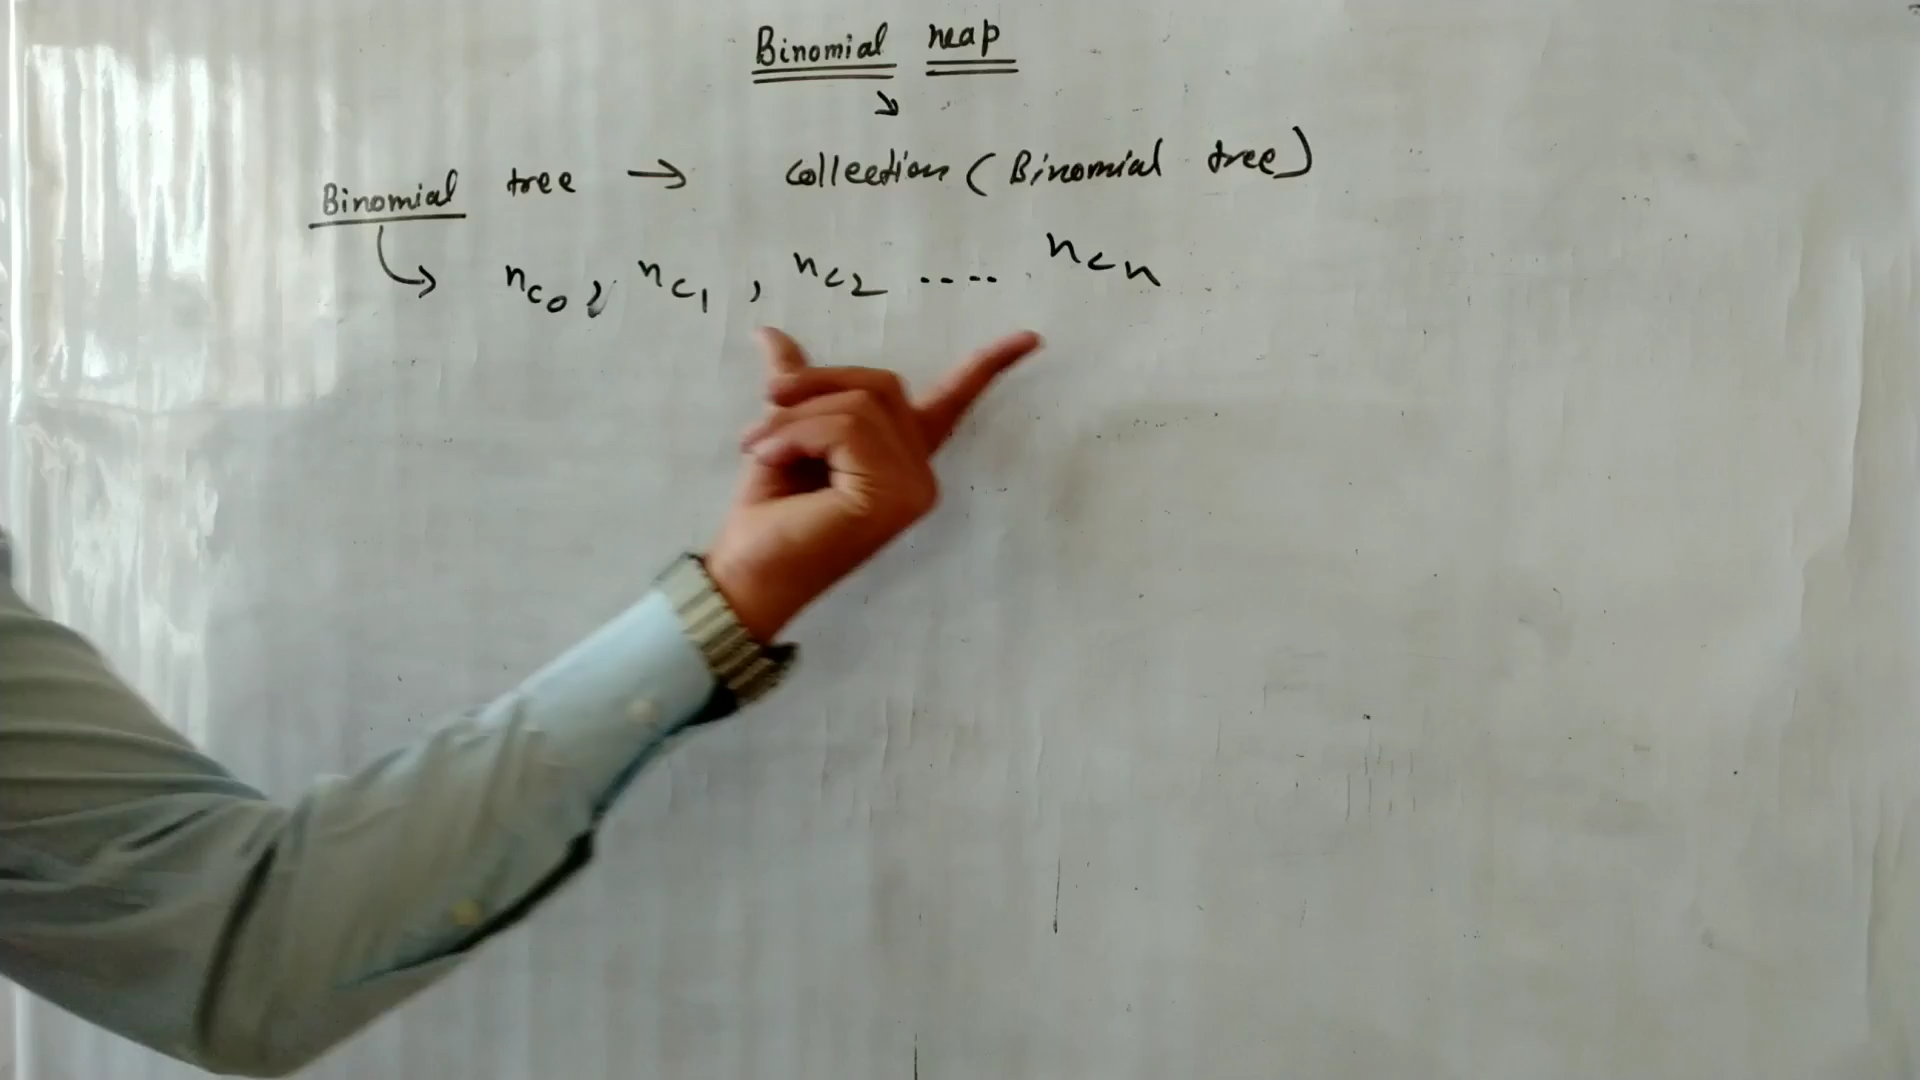 Binomial heap
↘
Binomial tree → collection (Binomial tree)
↳ nc0, nc1, nc2 .... ncn